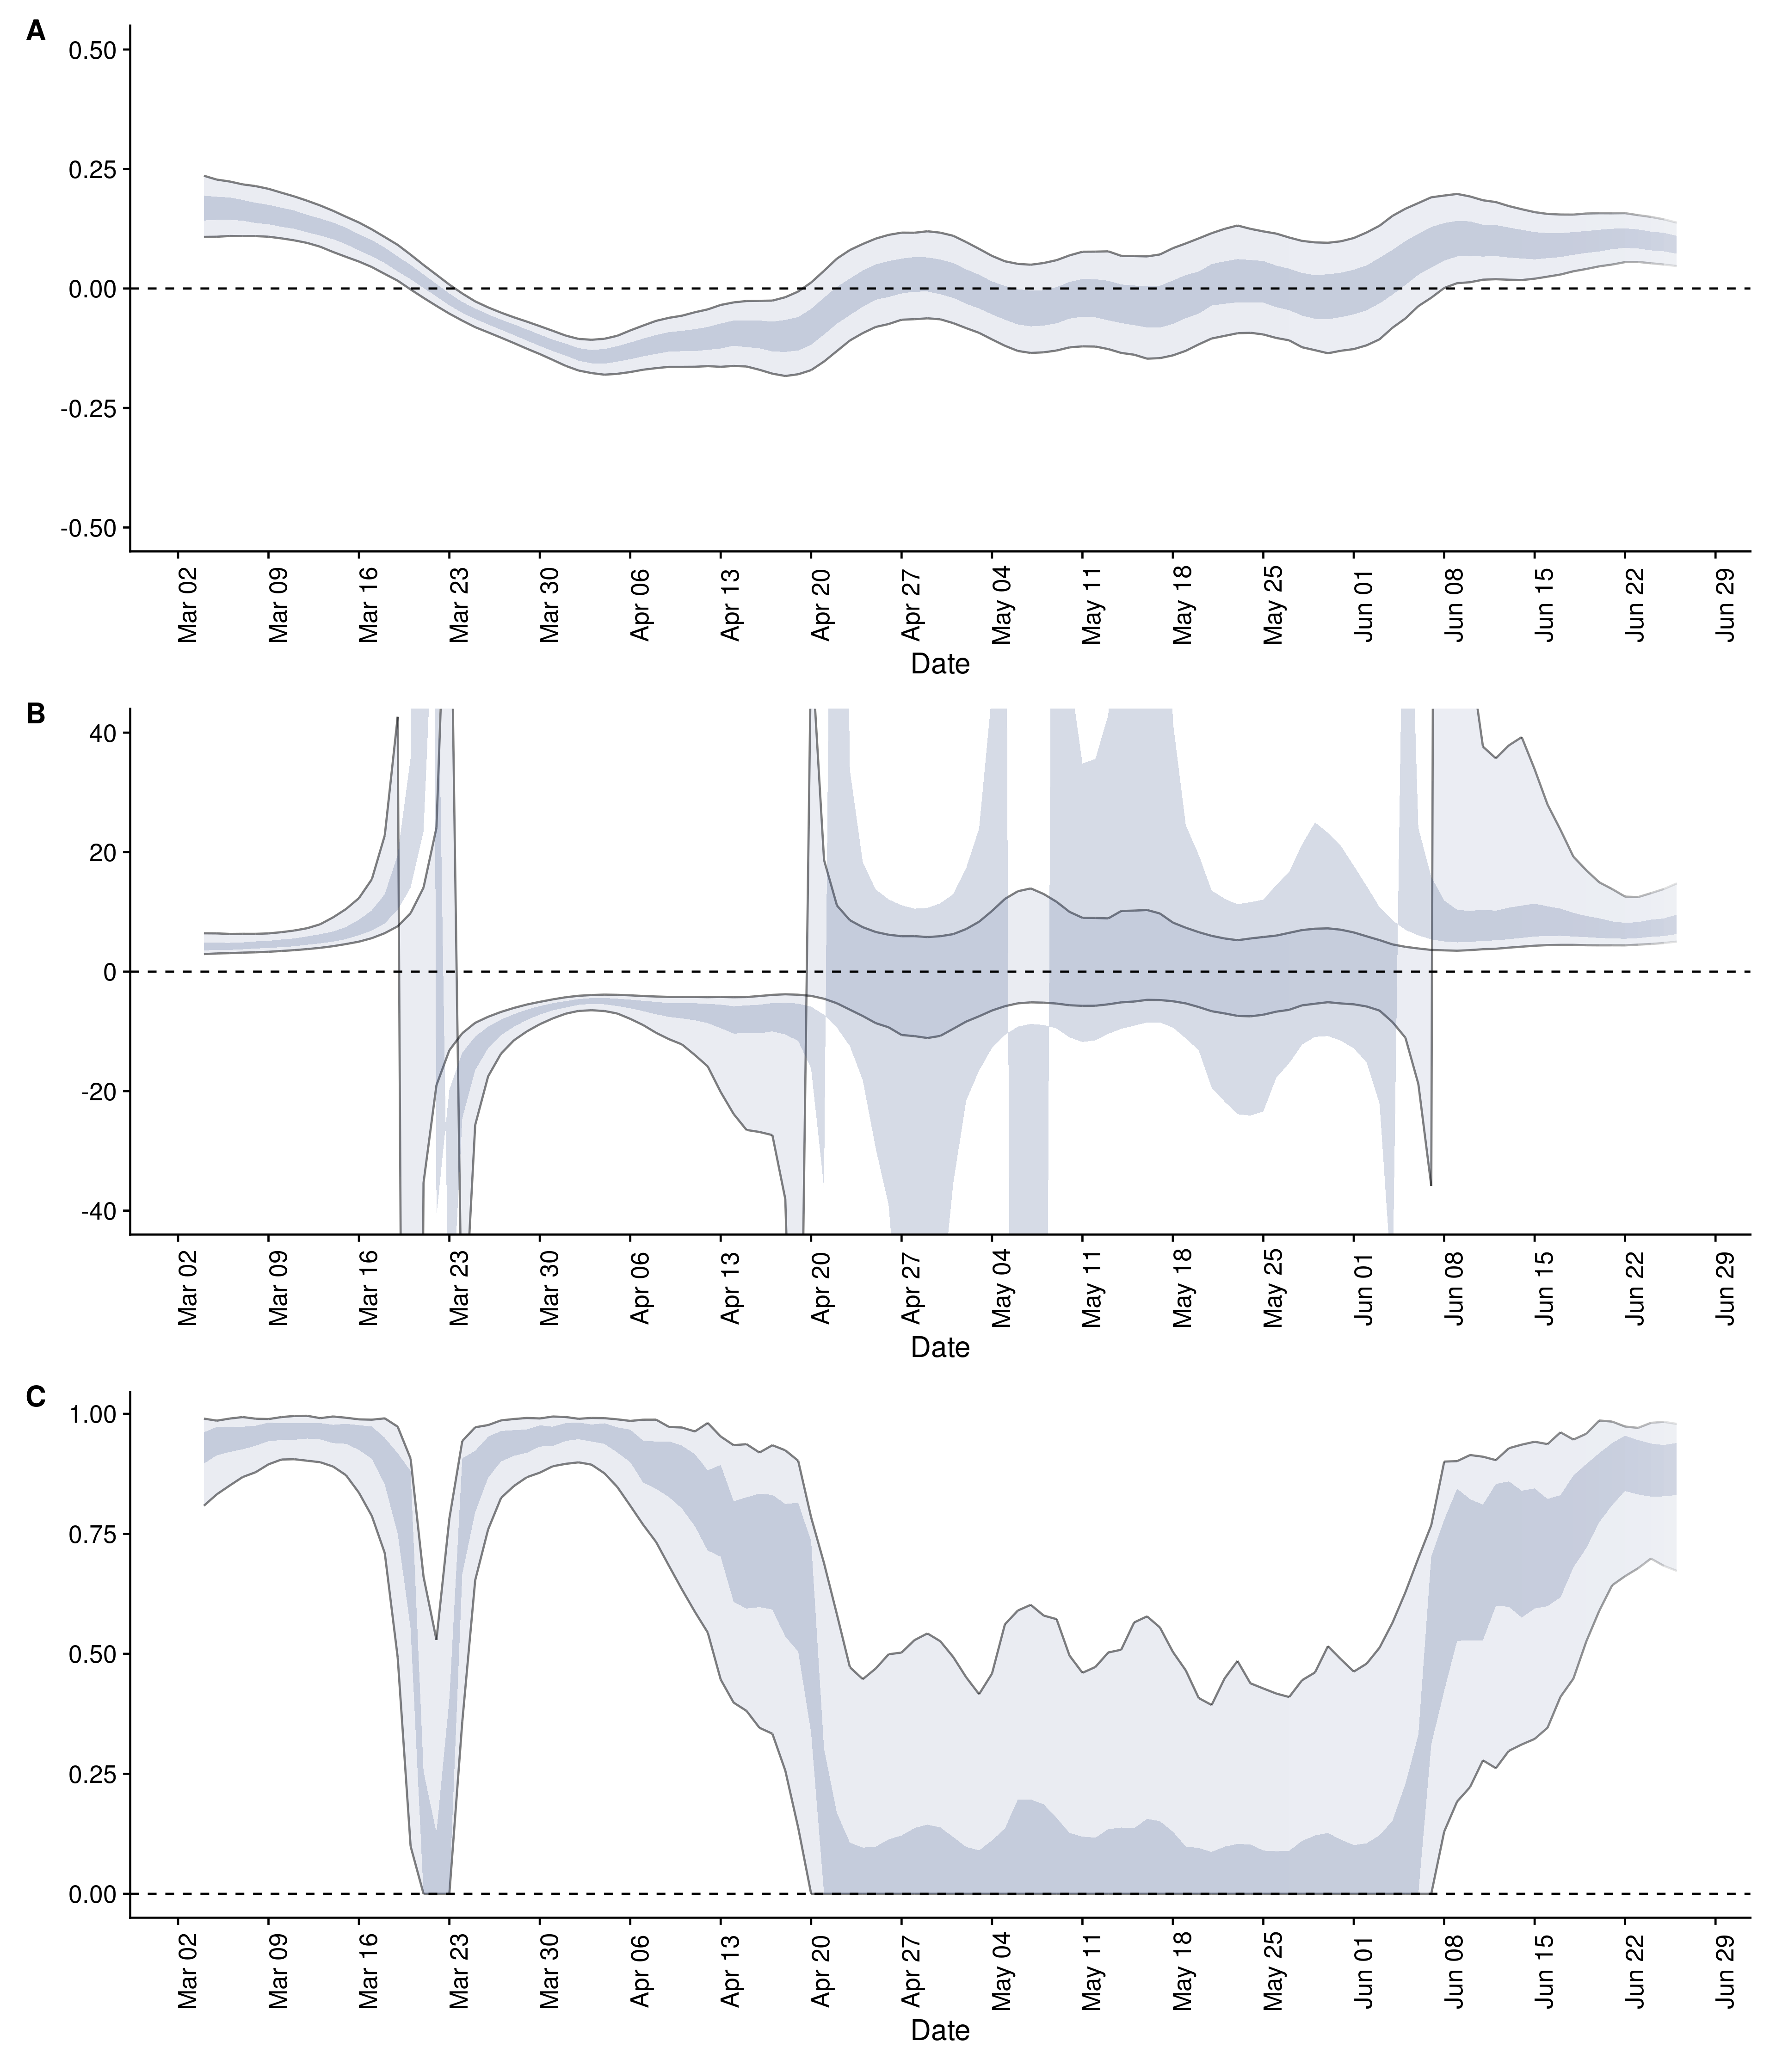 A
0.50
0.25
0.00
-0.25
-0.50
Mar 02
Mar 09
Mar 16
Mar 23
Mar 30
Apr 06
Apr 13
Apr 20
Apr 27
May 04
May 11
May 18
May 25
Jun 01
Jun 08
Jun 15
Jun 22
Jun 29
Date
B
40
20
0
-20
-40
Mar 02
Mar 09
Mar 16
Mar 23
Mar 30
Apr 06
Apr 13
Apr 20
Apr 27
May 04
May 11
May 18
May 25
Jun 01
Jun 08
Jun 15
Jun 22
Jun 29
Date
C
1.00
0.75
0.50
0.25
0.00
Mar 02
Mar 09
Mar 16
Mar 23
Mar 30
Apr 06
Apr 13
Apr 20
Apr 27
May 04
May 11
May 18
May 25
Jun 01
Jun 08
Jun 15
Jun 22
Jun 29
Date